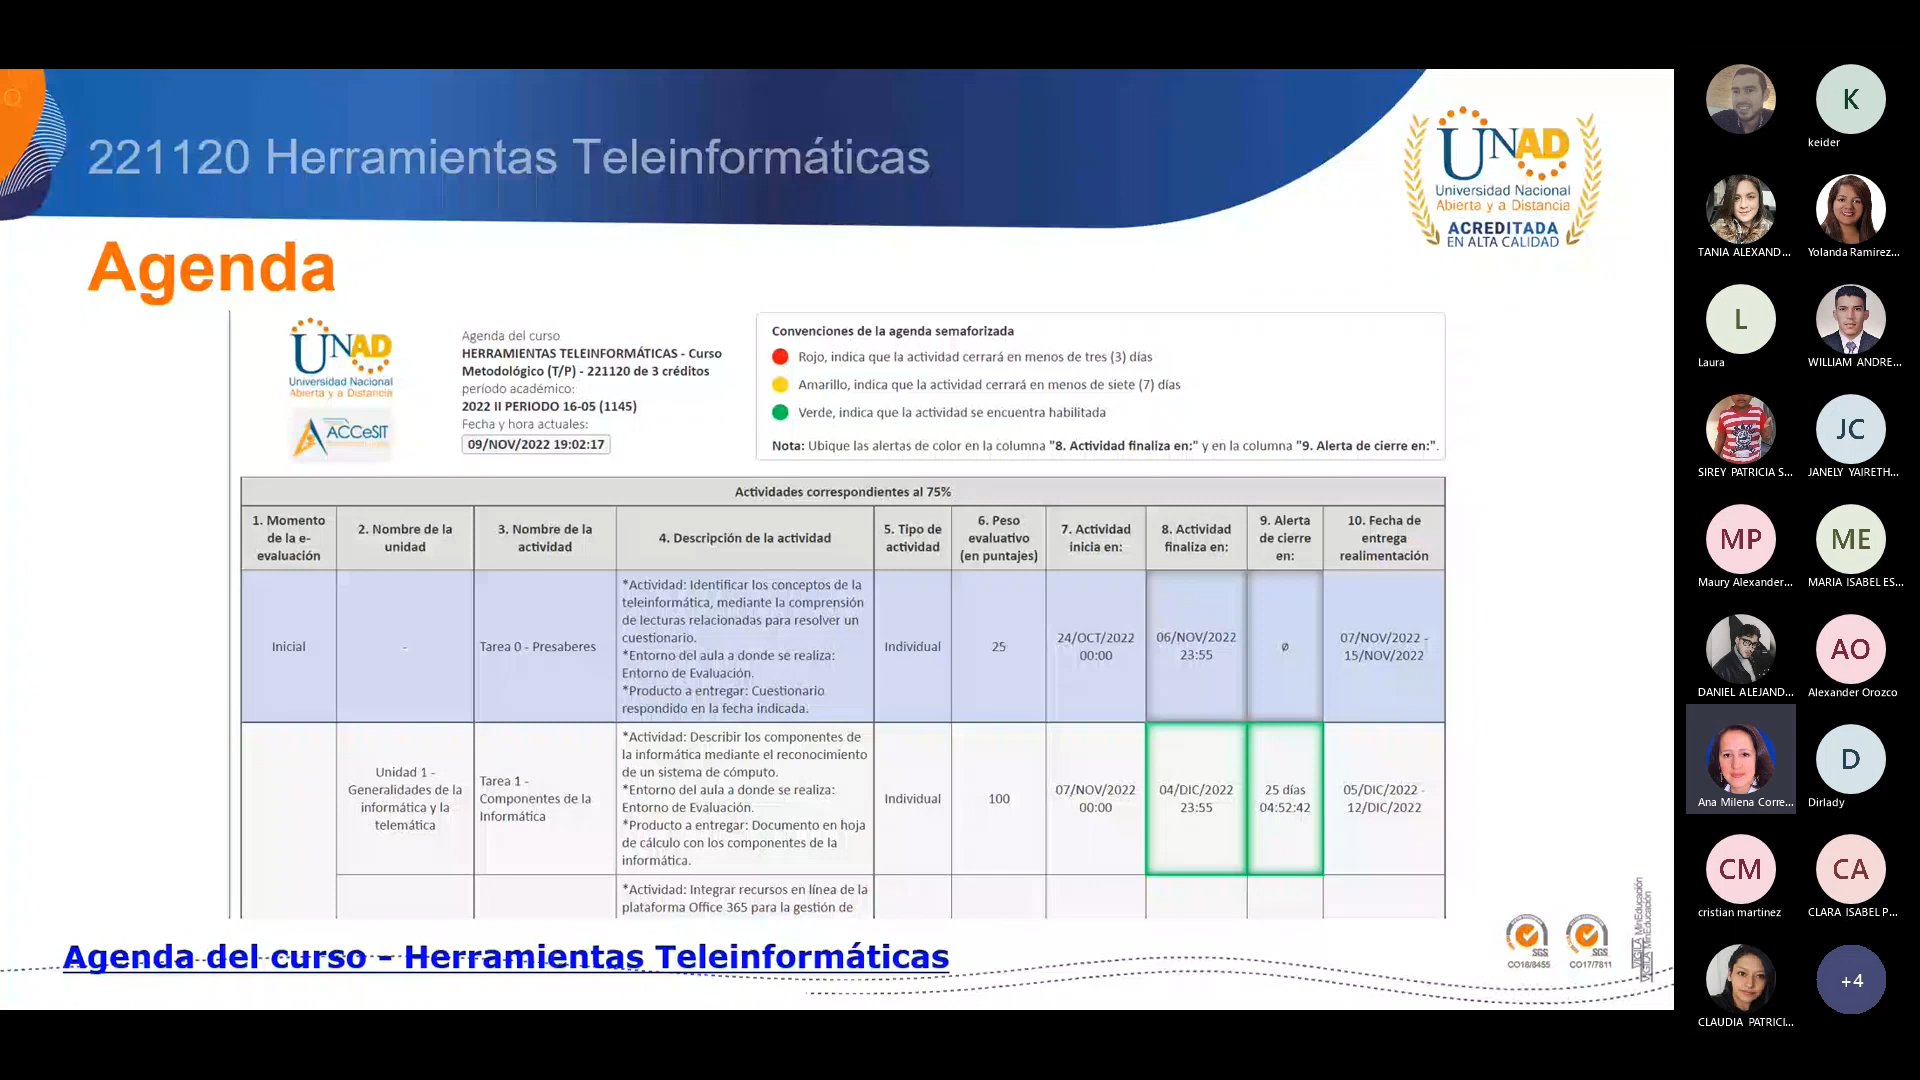 221120 Herramientas Teleinformáticas
UNAD
Universidad Nacional
Abierta y a Distancia
ACREDITADA
EN ALTA CALIDAD
Agenda
UNAD
Universidad Nacional
Abierta y a Distancia
ACCeSIT
Agenda del curso
HERRAMIENTAS TELEINFORMÁTICAS - Curso
Metodológico (T/P) - 221120 de 3 créditos
período académico:
2022 II PERIODO 16-05 (1145)
Fecha y hora actuales:
09/NOV/2022 19:02:17
Convenciones de la agenda semaforizada
Rojo, indica que la actividad cerrará en menos de tres (3) días
Amarillo, indica que la actividad cerrará en menos de siete (7) días
Verde, indica que la actividad se encuentra habilitada
Nota: Ubique las alertas de color en la columna "8. Actividad finaliza en:" y en la columna "9. Alerta de cierre en:".
Actividades correspondientes al 75%
1. Momento
de la e-
evaluación
2. Nombre de la
unidad
3. Nombre de la
actividad
4. Descripción de la actividad
5. Tipo de
actividad
6. Peso
evaluativo
(en puntajes)
7. Actividad
inicia en:
8. Actividad
finaliza en:
9. Alerta
de cierre
en:
10. Fecha de
entrega
realimentación
Inicial
-
Tarea 0 - Presaberes
*Actividad: Identificar los conceptos de la
teleinformática, mediante la comprensión
de lecturas relacionadas para resolver un
cuestionario.
*Entorno del aula a donde se realiza:
Entorno de Evaluación.
*Producto a entregar: Cuestionario
respondido en la fecha indicada.
Individual
25
24/OCT/2022
00:00
06/NOV/2022
23:55
ø
07/NOV/2022 -
15/NOV/2022
Unidad 1 -
Generalidades de la
informática y la
telemática
Tarea 1 -
Componentes de la
Informática
*Actividad: Describir los componentes de
la informática mediante el reconocimiento
de un sistema de cómputo.
*Entorno del aula a donde se realiza:
Entorno de Evaluación.
*Producto a entregar: Documento en hoja
de cálculo con los componentes de la
informática.
Individual
100
07/NOV/2022
00:00
04/DIC/2022
23:55
25 días
04:52:42
05/DIC/2022 -
12/DIC/2022
*Actividad: Integrar recursos en línea de la
plataforma Office 365 para la gestión de
Agenda del curso – Herramientas Teleinformáticas
SGS
CO18/8455
SGS
CO17/7811
VIGILADA MinEducación
K
keider
TANIA ALEXAND...
Yolanda Ramirez...
L
Laura
WILLIAM ANDRE...
SIREY PATRICIA S...
JC
JANELY YAIRETH...
MP
Maury Alexander...
ME
MARIA ISABEL ES...
DANIEL ALEJAND...
AO
Alexander Orozco
Ana Milena Corre...
D
Dirlady
CM
cristian martinez
CA
CLARA ISABEL P...
CLAUDIA PATRICI...
+4